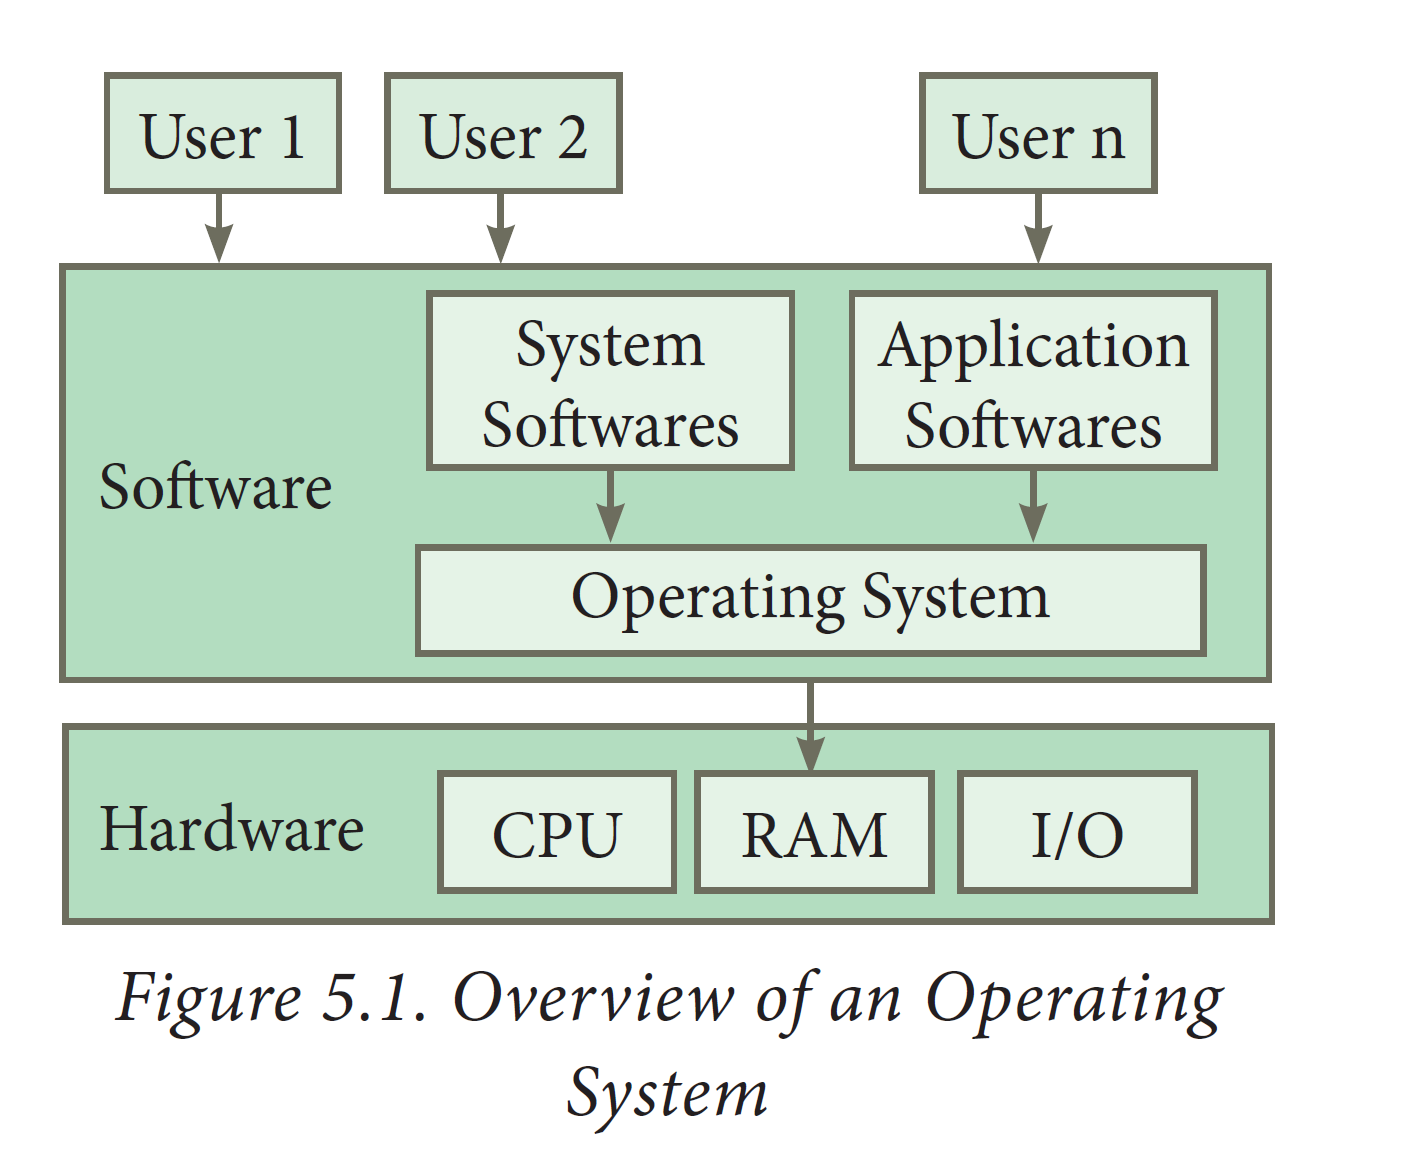 User 1
User 2
User n
System
Softwares
Application
Softwares
Software
Operating System
Hardware
CPU
RAM
I/O
Figure 5.1. Overview of an Operating
System